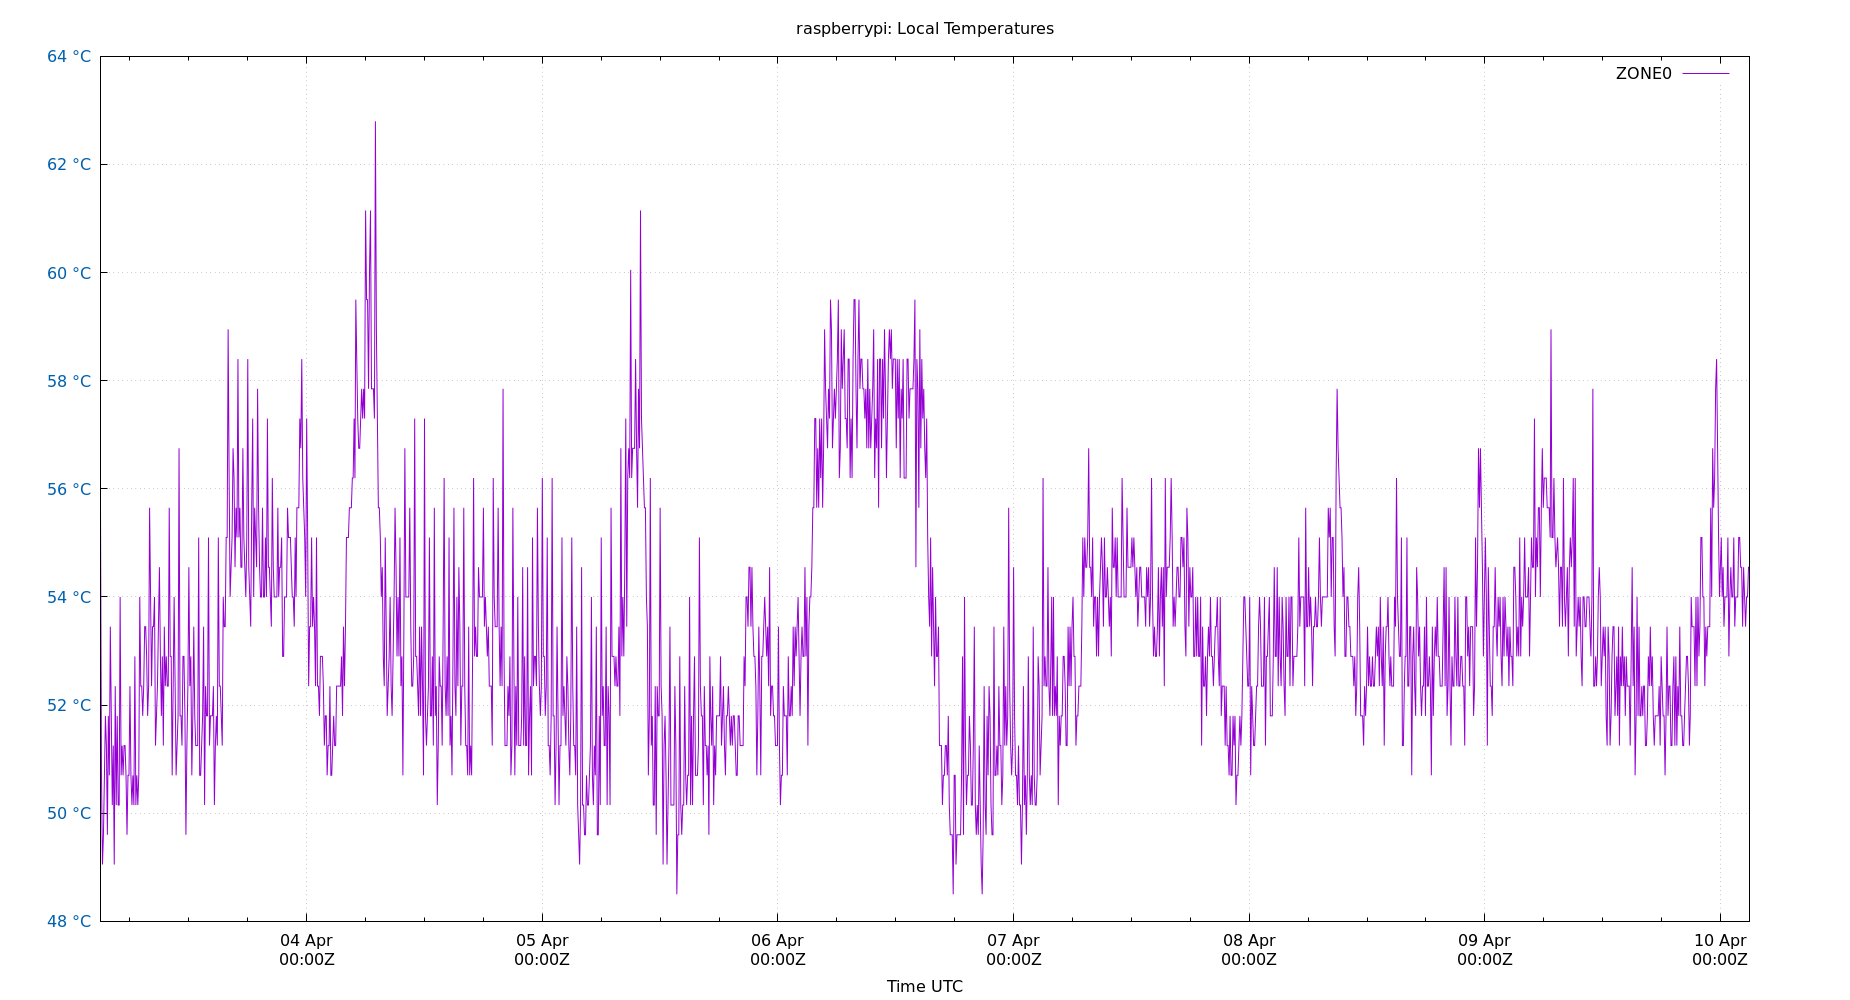 raspberrypi: Local Temperatures
64 °C
ZONE0
62 °C
60 °C
58 °C
56 °C
54 °C
52 °C
50 °C
48 °C
04 Apr 05 Apr 06 Apr 07 Apr 08 Apr 09 Apr 10 Apr
00:00Z 00:00Z 00:00Z 00:00Z 00:00Z 00:00Z 00:00Z
Time UTC